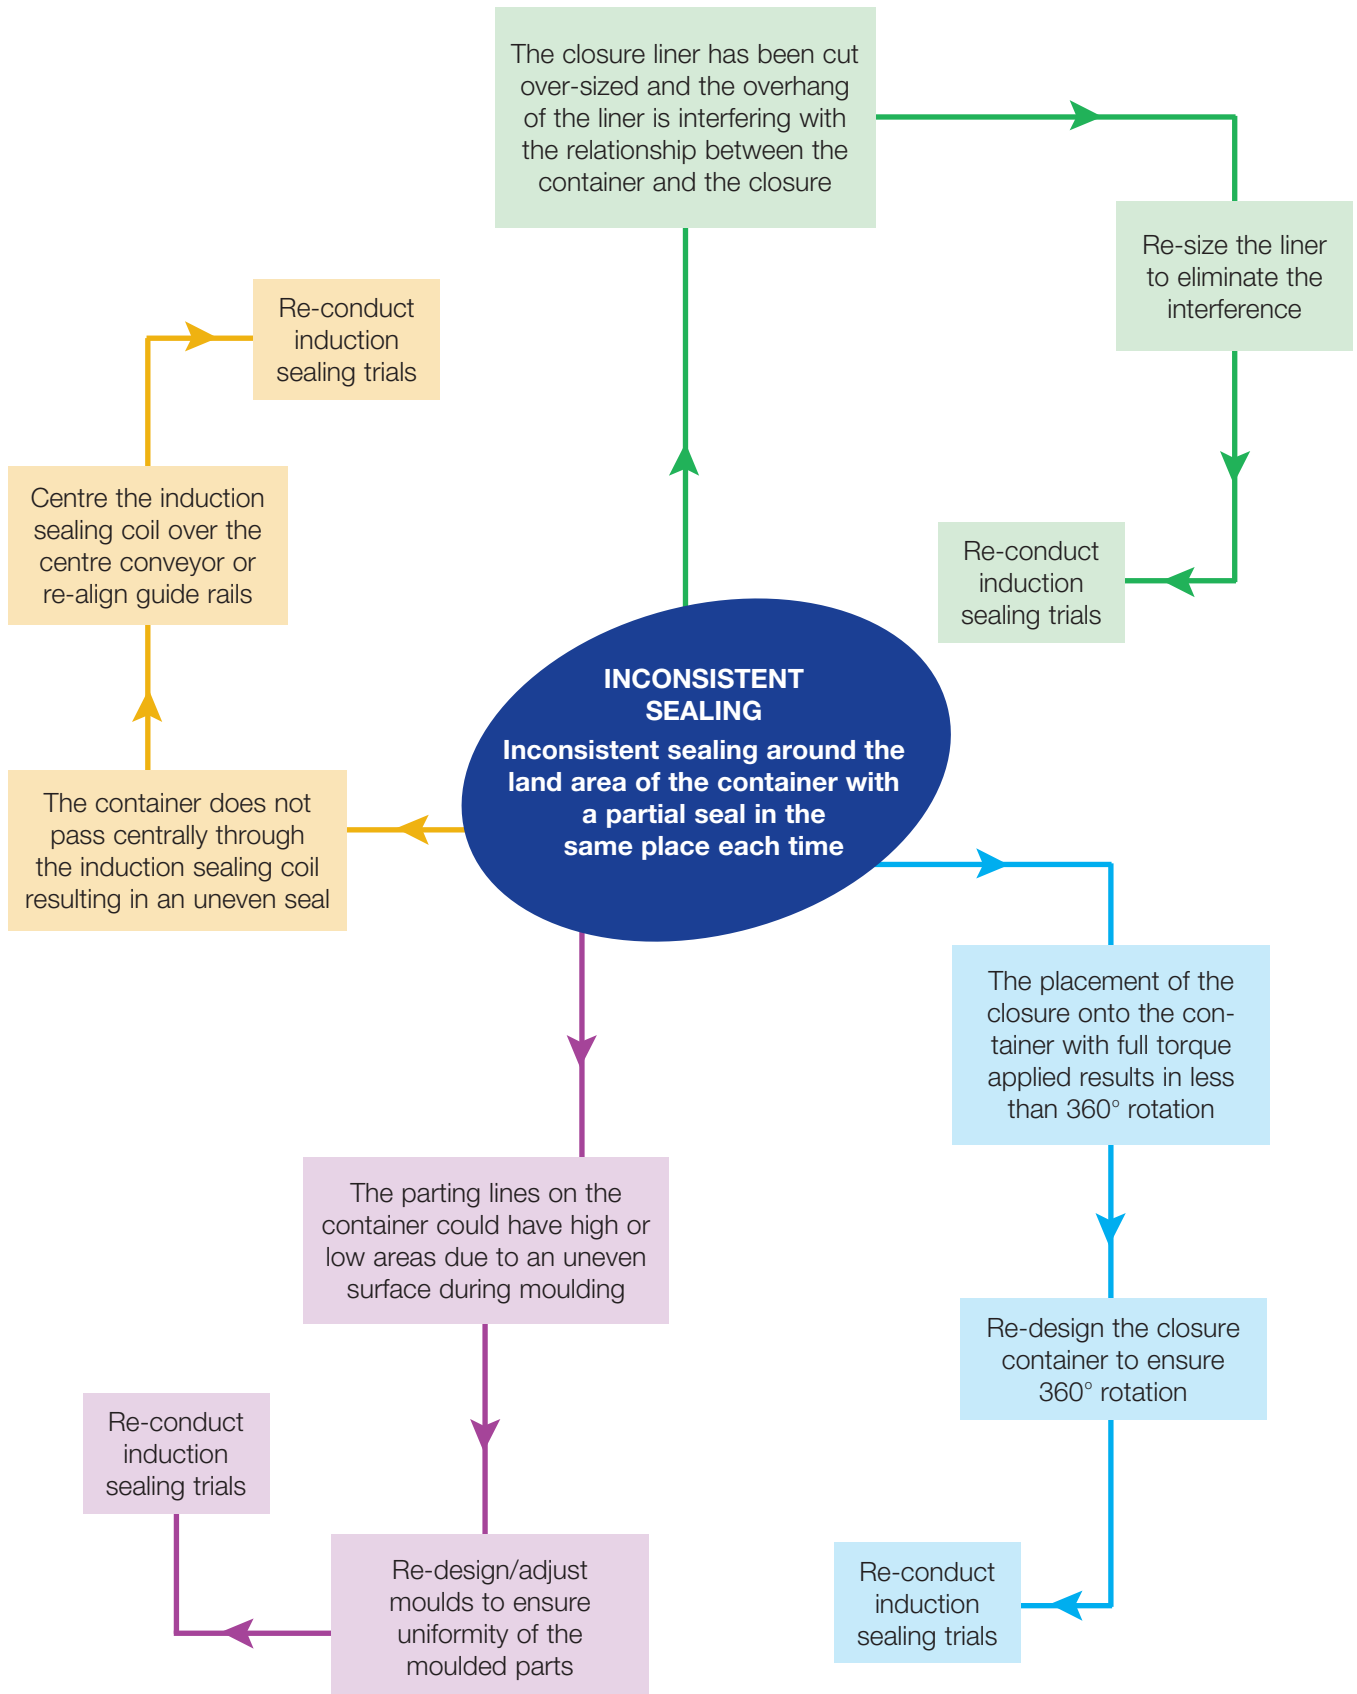 The closure liner has been cut
over-sized and the overhang
of the liner is interfering with
the relationship between the
container and the closure
Re-size the liner
to eliminate the
interference
Re-conduct
induction
sealing trials
Re-conduct
induction
sealing trials
Centre the induction
sealing coil over the
centre conveyor or
re-align guide rails
The container does not
pass centrally through
the induction sealing coil
resulting in an uneven seal
INCONSISTENT
SEALING
Inconsistent sealing around the
land area of the container with
a partial seal in the
same place each time
The placement of the
closure onto the con-
tainer with full torque
applied results in less
than 360° rotation
Re-design the closure
container to ensure
360° rotation
Re-conduct
induction
sealing trials
The parting lines on the
container could have high or
low areas due to an uneven
surface during moulding
Re-design/adjust
moulds to ensure
uniformity of the
moulded parts
Re-conduct
induction
sealing trials